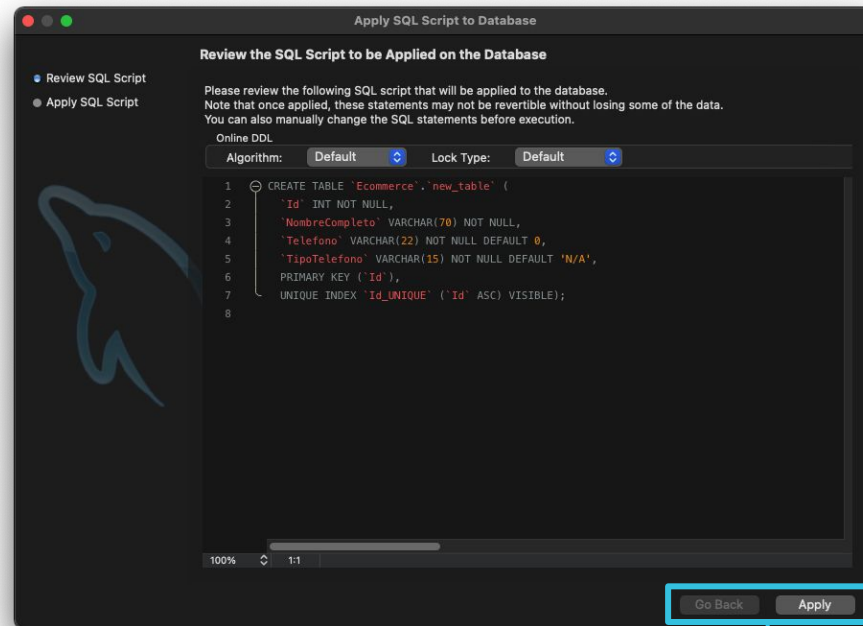 Apply SQL Script to Database
Review SQL Script
Apply SQL Script
Review the SQL Script to be Applied on the Database
Please review the following SQL script that will be applied to the database.
Note that once applied, these statements may not be revertible without losing some of the data.
You can also manually change the SQL statements before execution.
Online DDL
Algorithm: Default Lock Type: Default
1 CREATE TABLE `Ecommerce`.`new_table` (
2 `Id` INT NOT NULL,
3 `NombreCompleto` VARCHAR(70) NOT NULL,
4 `Telefono` VARCHAR(22) NOT NULL DEFAULT 0,
5 `TipoTelefono` VARCHAR(15) NOT NULL DEFAULT 'N/A',
6 PRIMARY KEY (`Id`),
7 UNIQUE INDEX `Id_UNIQUE` (`Id` ASC) VISIBLE);
8
100% 1:1
Go Back Apply